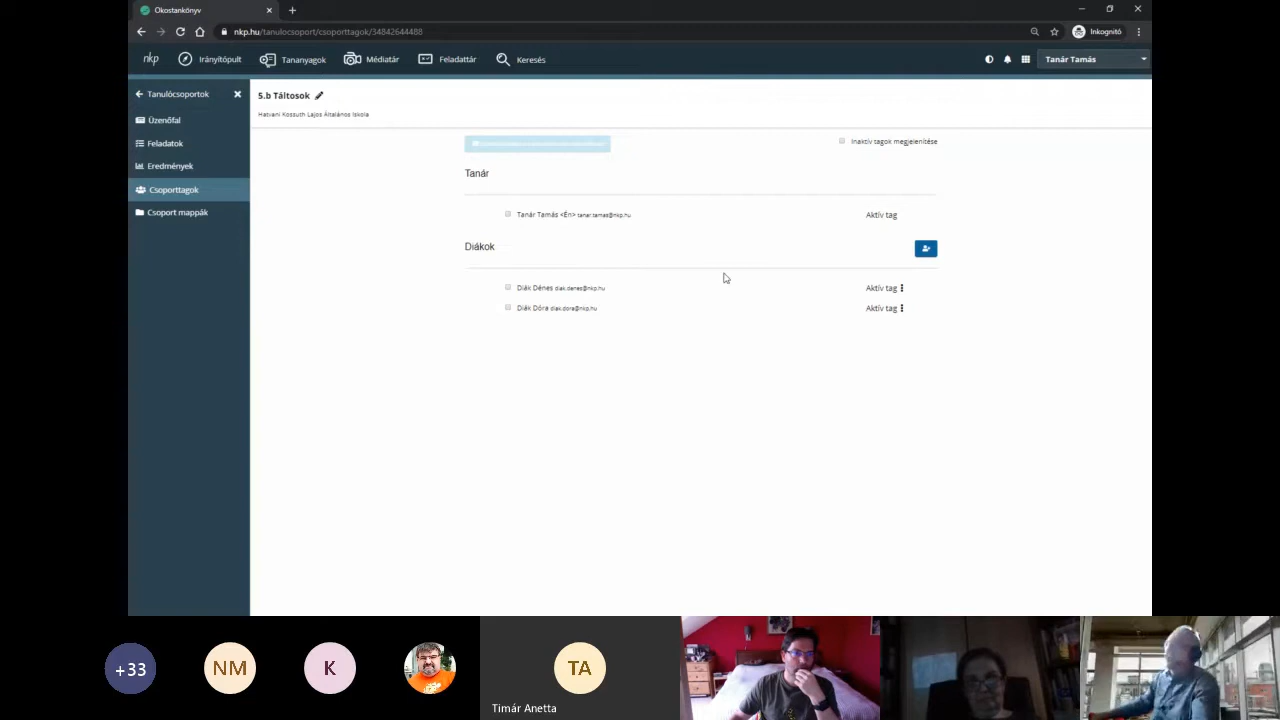 Okostankönyv
nkp.hu/tanulocsoport/csoporttagok/34842644488
Inkognitó
nkp
Irányítópult
Tananyagok
Médiatár
Feladattár
Keresés
Tanár Tamás
Tanulócsoportok
Üzenőfal
Feladatok
Eredmények
Csoporttagok
Csoport mappák
5.b Táltosok
Hatvani Kossuth Lajos Általános Iskola
Inaktív tagok megjelenítése
Tanár
Tanár Tamás <Én> tanar.tamas@nkp.hu
Aktív tag
Diákok
Diák Dénes diak.denes@nkp.hu
Aktív tag
Diák Dóra diak.dora@nkp.hu
Aktív tag
+33
NM
K
TA
Timár Anetta